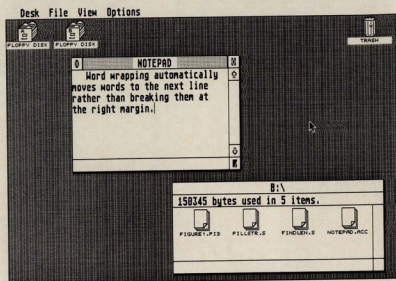 Desk File View Options
FLOPPY DISK FLOPPY DISK TRASH
NOTEPAD
Word wrapping automatically
moves words to the next line
rather than breaking them at
the right margin.
B:\
150345 bytes used in 5 items.
FIGURE1.PI3 FILLSTR.S FINDLEN.S NOTEPAD.ACC